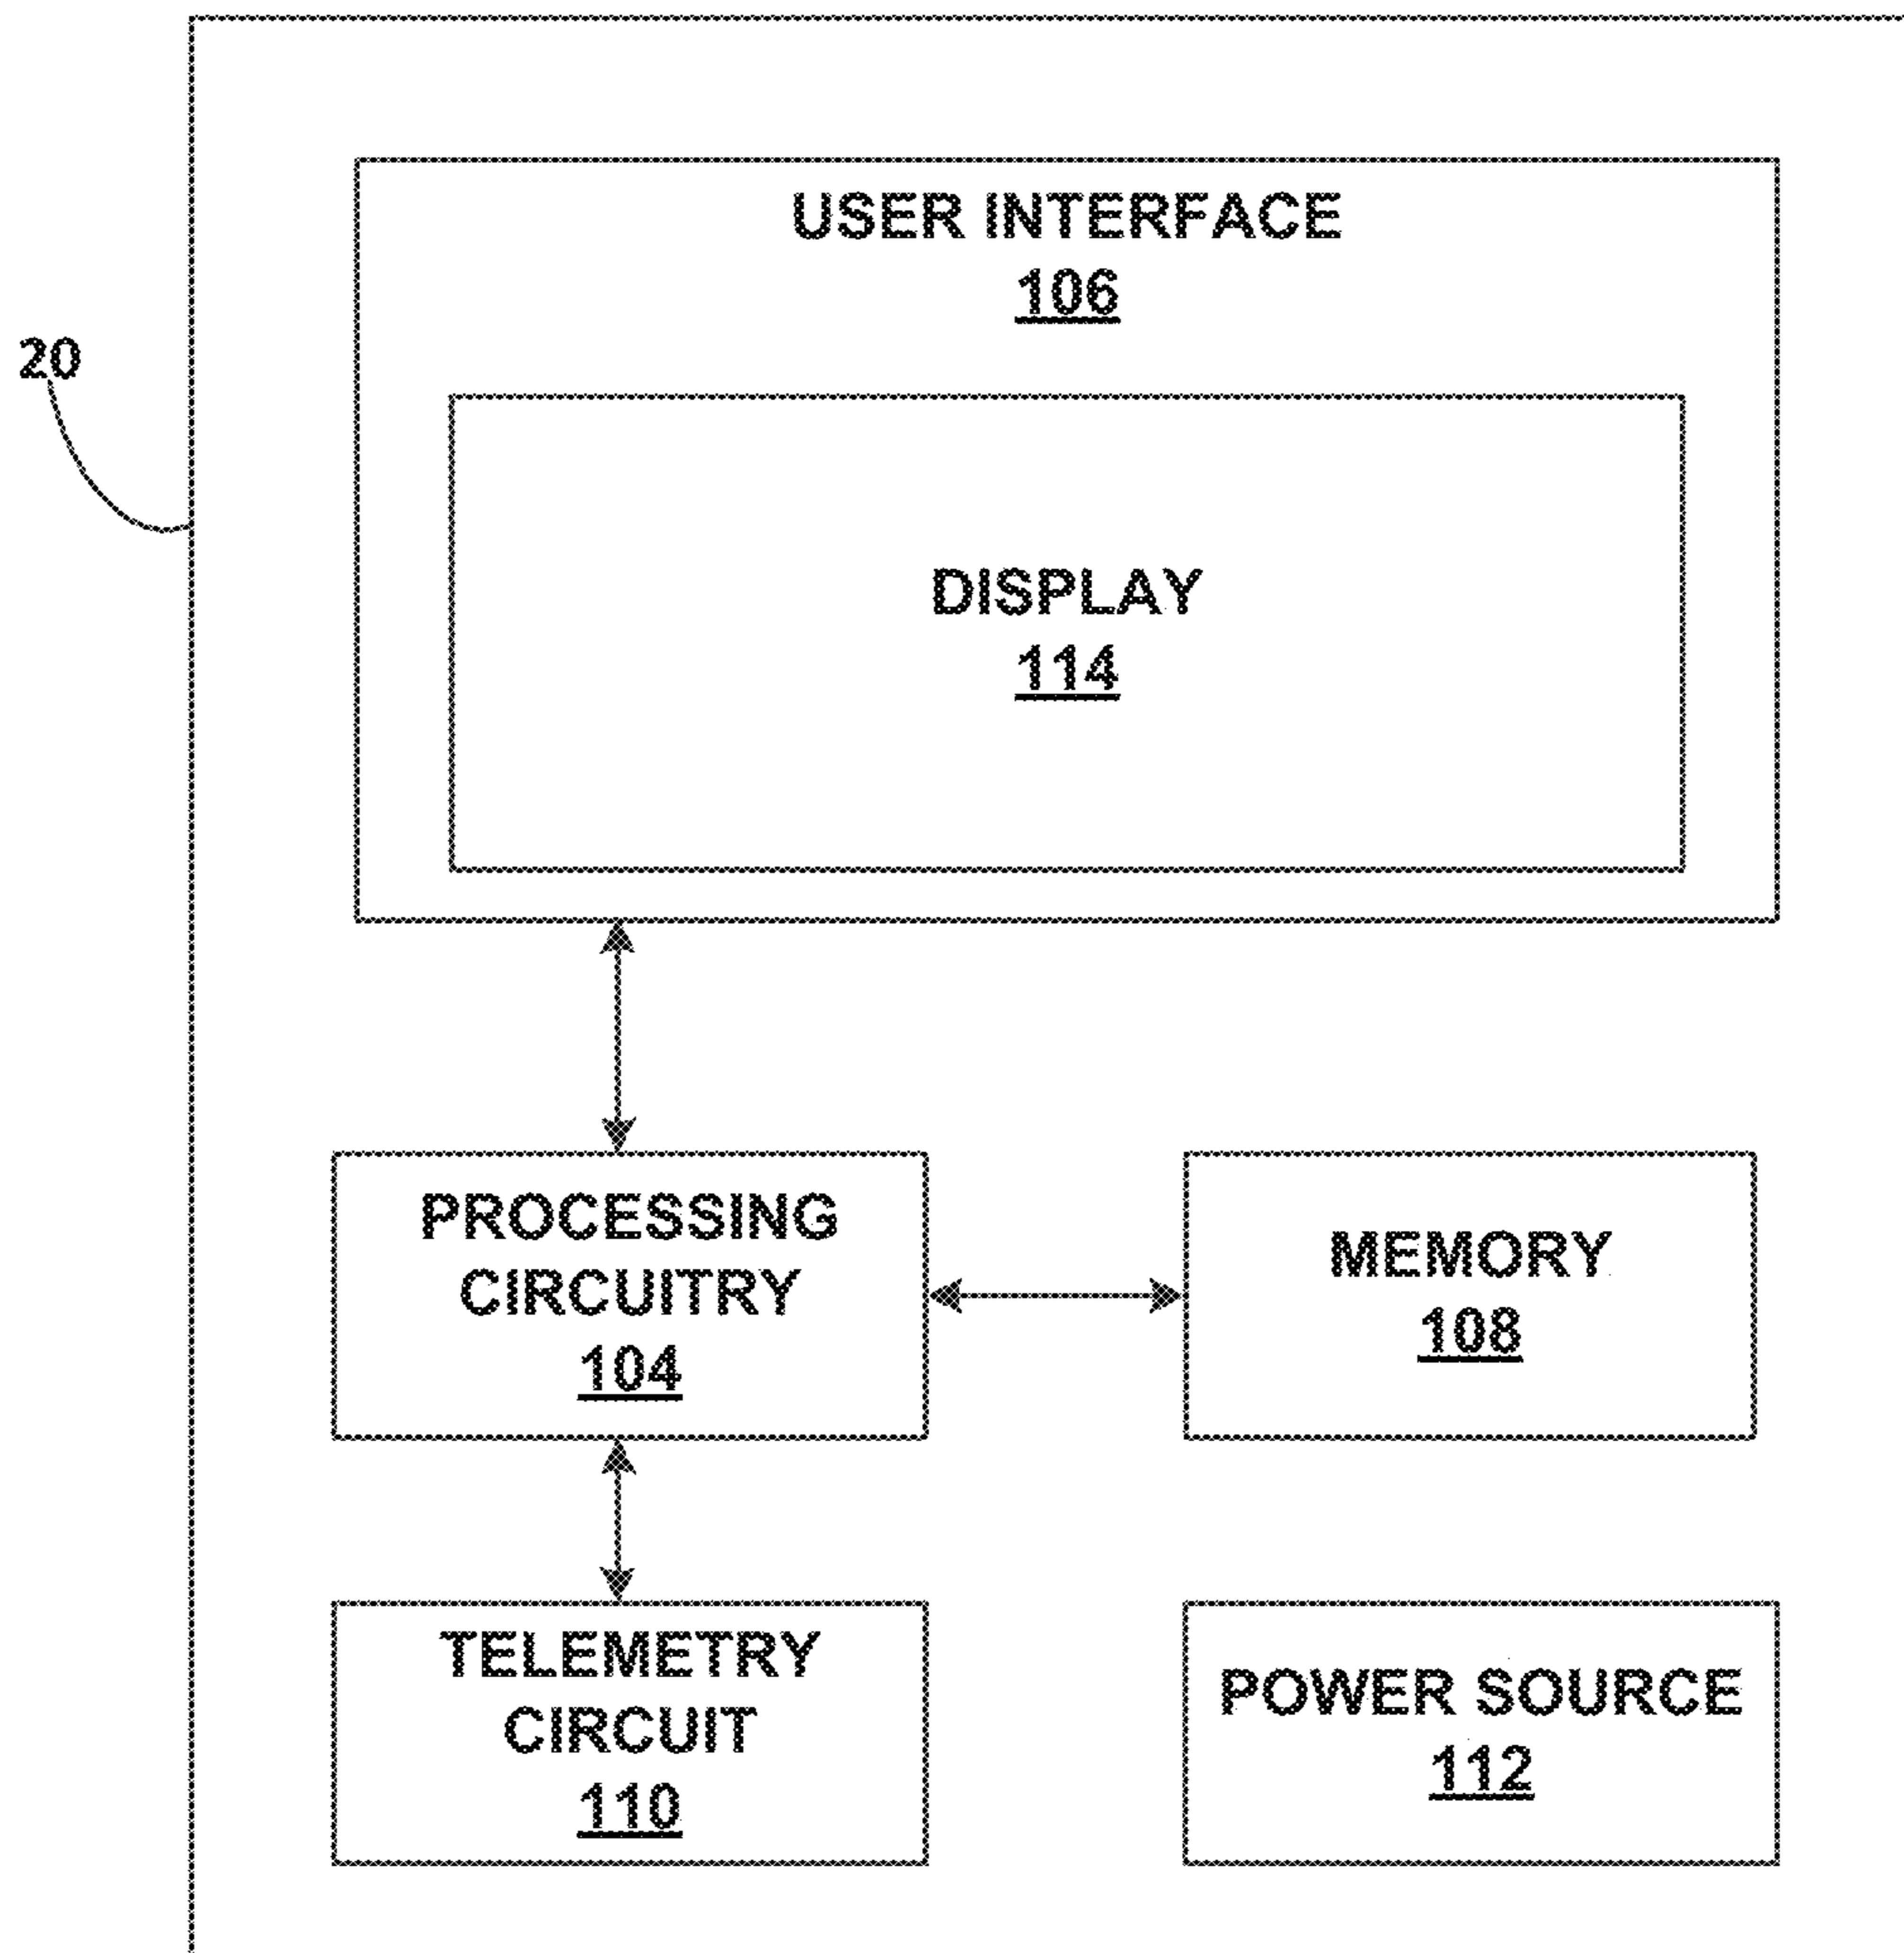 USER INTERFACE
106
20
DISPLAY
114
PROCESSING
CIRCUITRY
104
MEMORY
108
TELEMETRY
CIRCUIT
110
POWER SOURCE
112